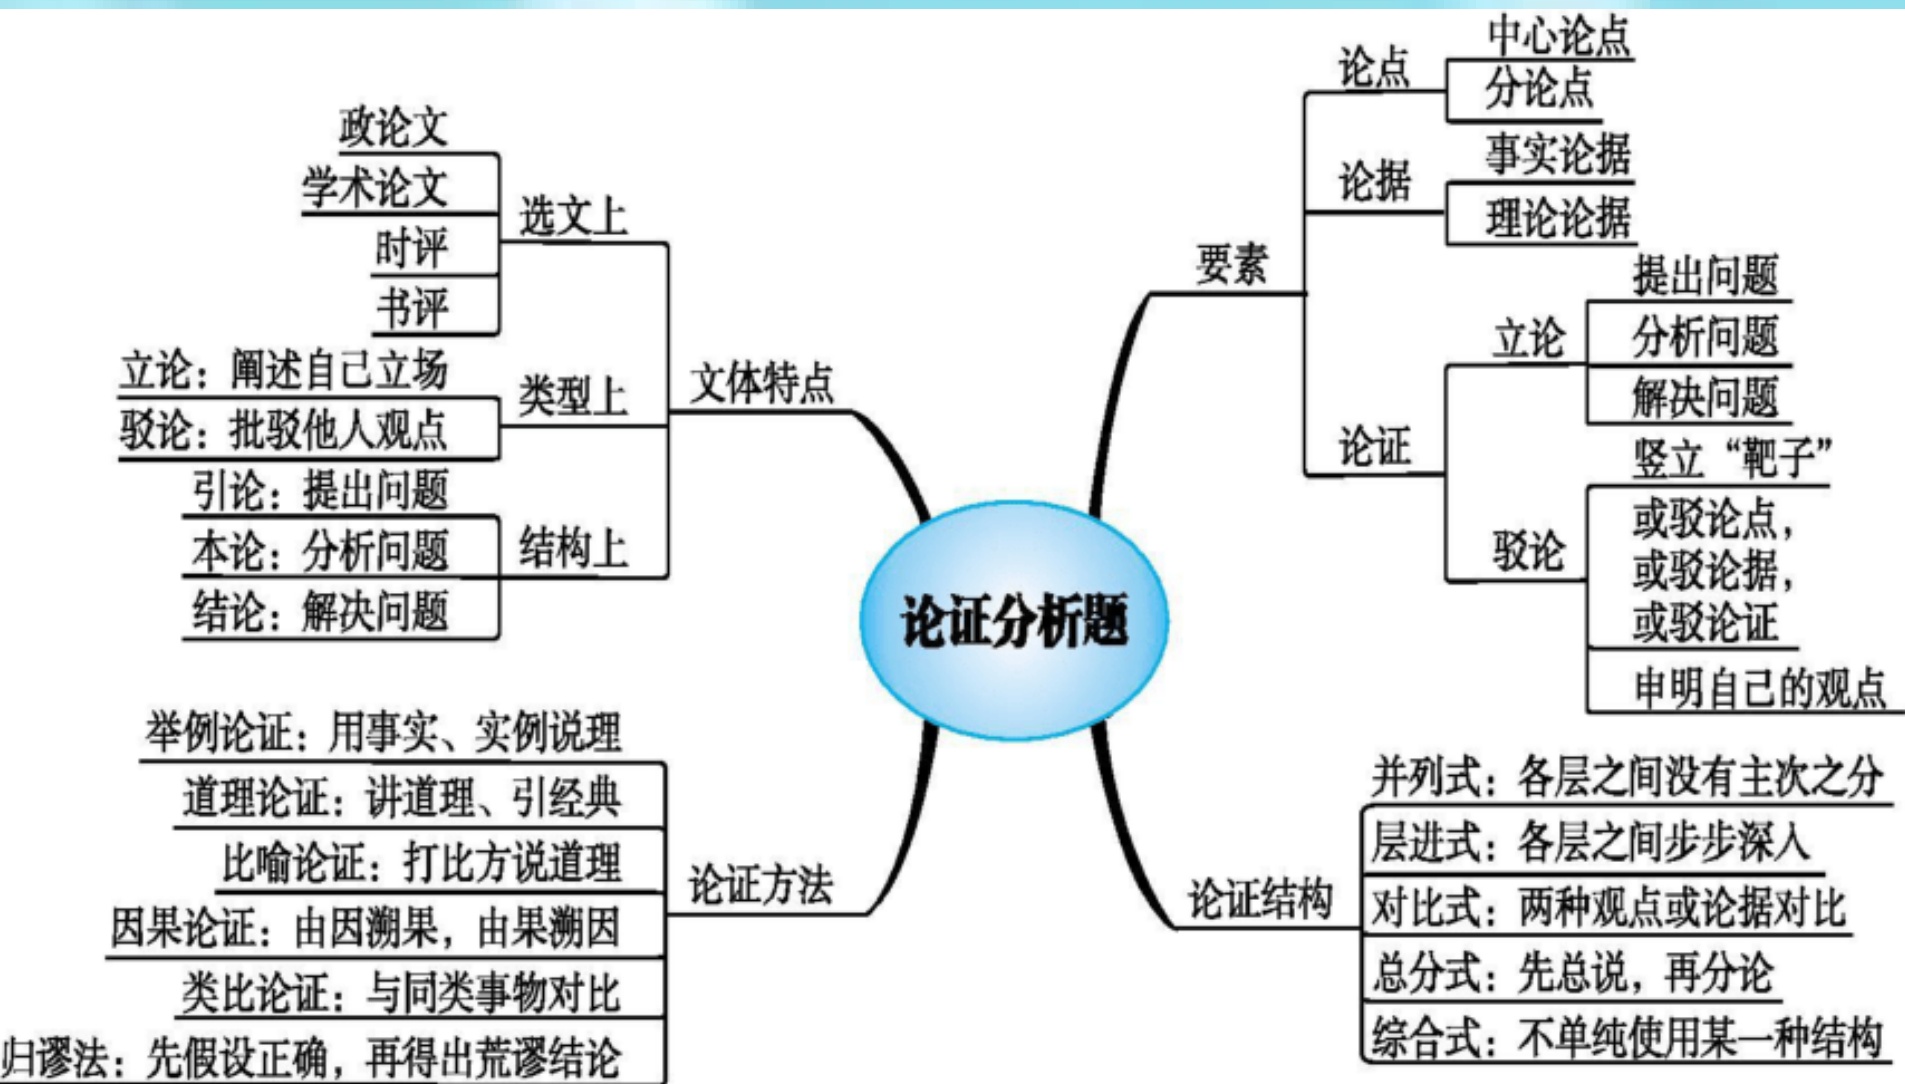 论证分析题
文体特点
选文上
政论文
学术论文
时评
书评
类型上
立论：阐述自己立场
驳论：批驳他人观点
结构上
引论：提出问题
本论：分析问题
结论：解决问题
论证方法
举例论证：用事实、实例说理
道理论证：讲道理、引经典
比喻论证：打比方说道理
因果论证：由因溯果，由果溯因
类比论证：与同类事物对比
归谬法：先假设正确，再得出荒谬结论
要素
论点
中心论点
分论点
论据
事实论据
理论论据
论证
立论
提出问题
分析问题
解决问题
驳论
竖立“靶子”
或驳论点，
或驳论据，
或驳论证
申明自己的观点
论证结构
并列式：各层之间没有主次之分
层进式：各层之间步步深入
对比式：两种观点或论据对比
总分式：先总说，再分论
综合式：不单纯使用某一种结构